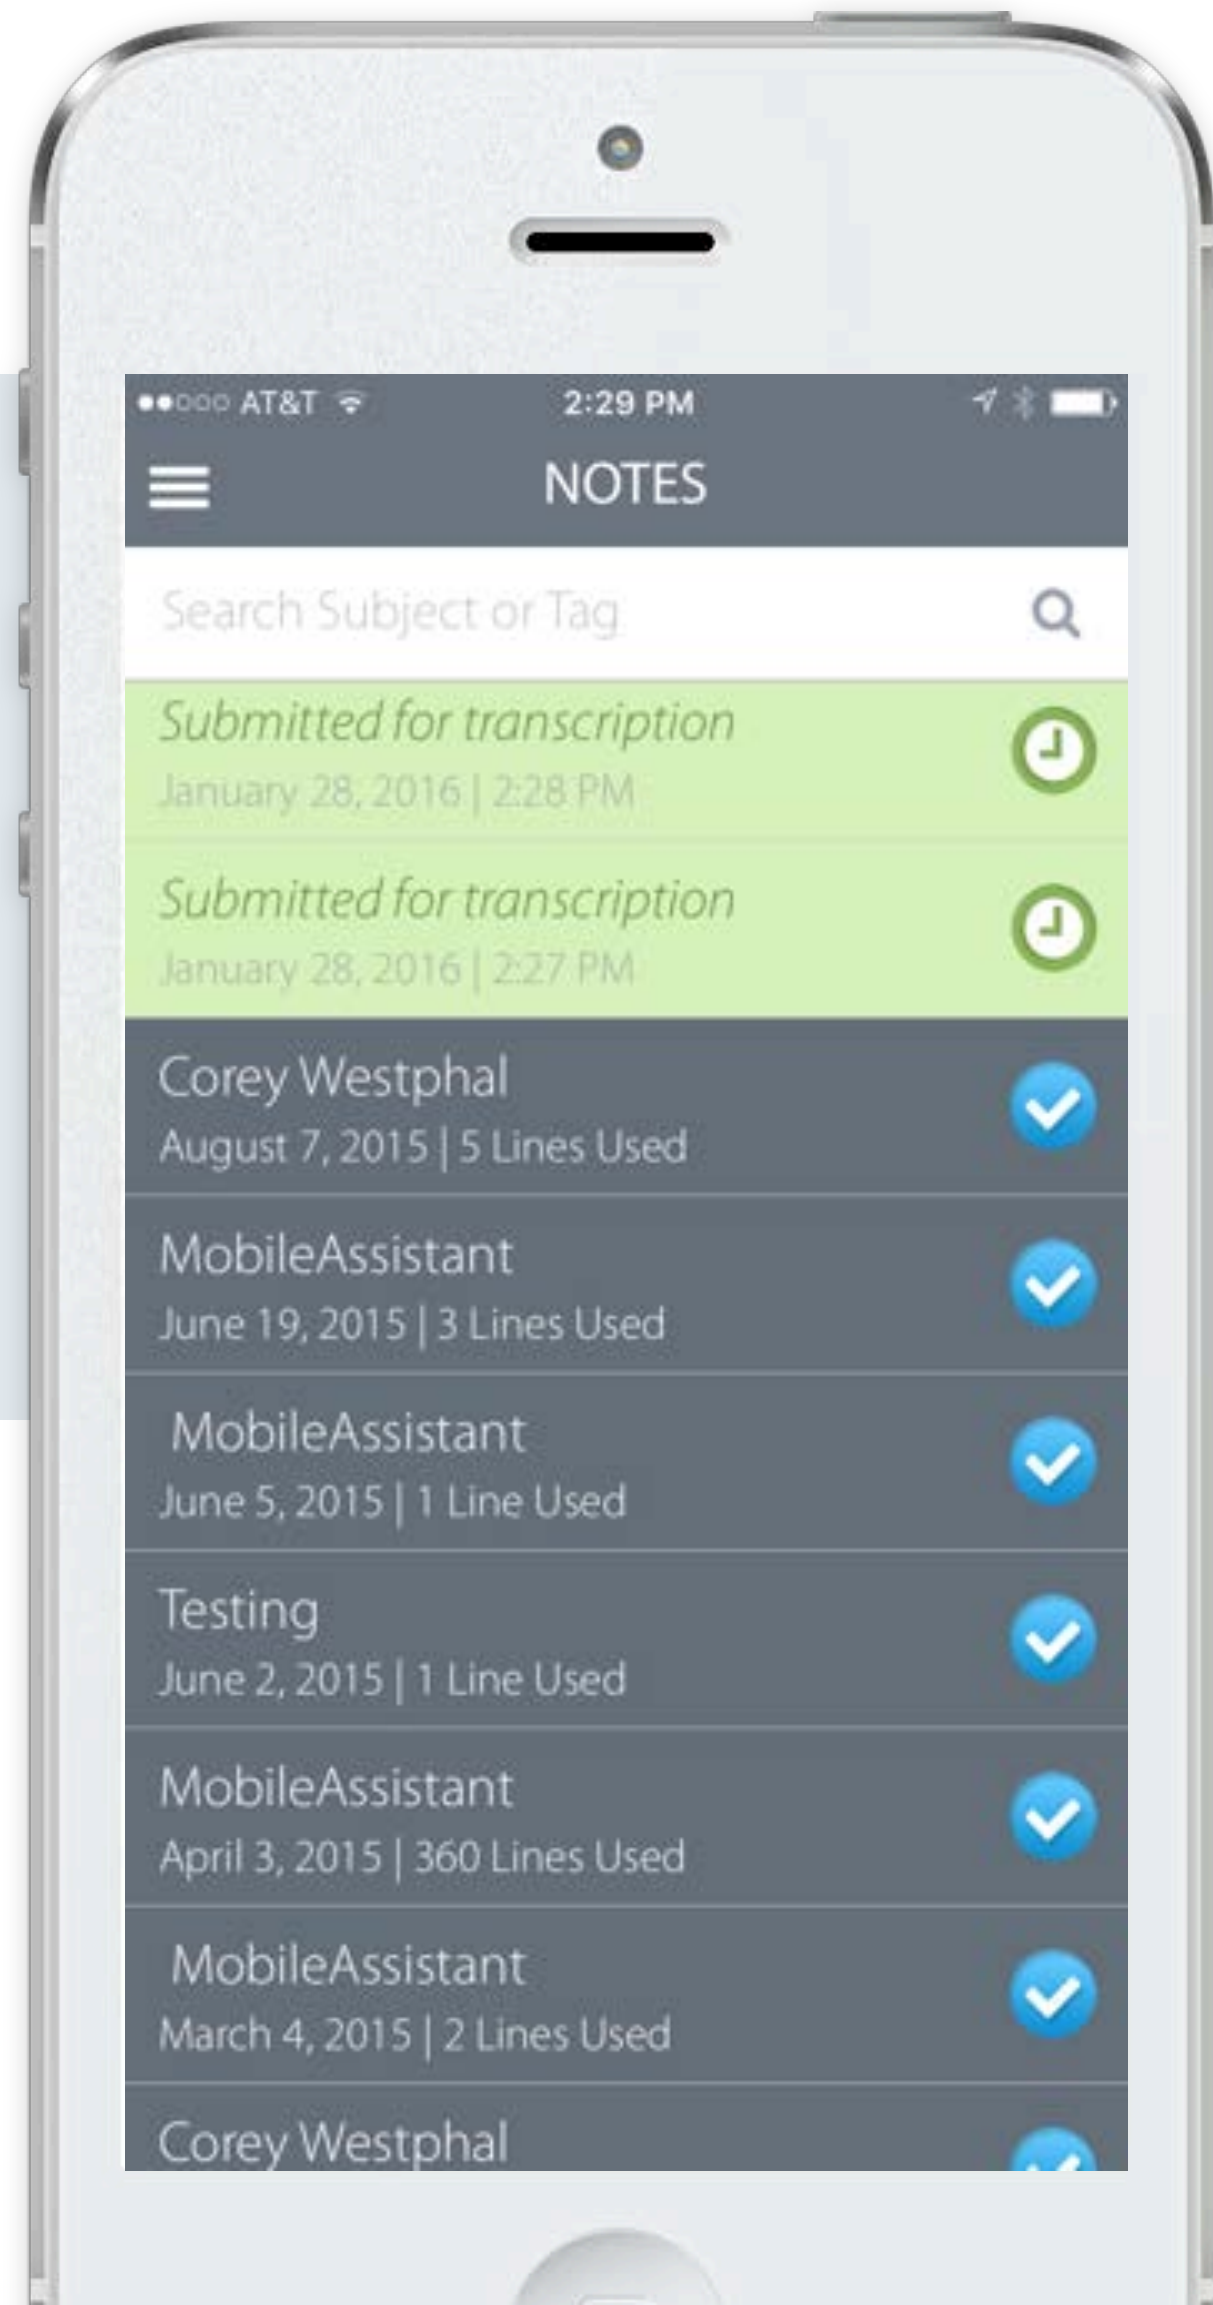 AT&T 2:29 PM
NOTES
Search Subject or Tag
Submitted for transcription
January 28, 2016 | 2:28 PM
Submitted for transcription
January 28, 2016 | 2:27 PM
Corey Westphal
August 7, 2015 | 5 Lines Used
MobileAssistant
June 19, 2015 | 3 Lines Used
MobileAssistant
June 5, 2015 | 1 Line Used
Testing
June 2, 2015 | 1 Line Used
MobileAssistant
April 3, 2015 | 360 Lines Used
MobileAssistant
March 4, 2015 | 2 Lines Used
Corey Westphal